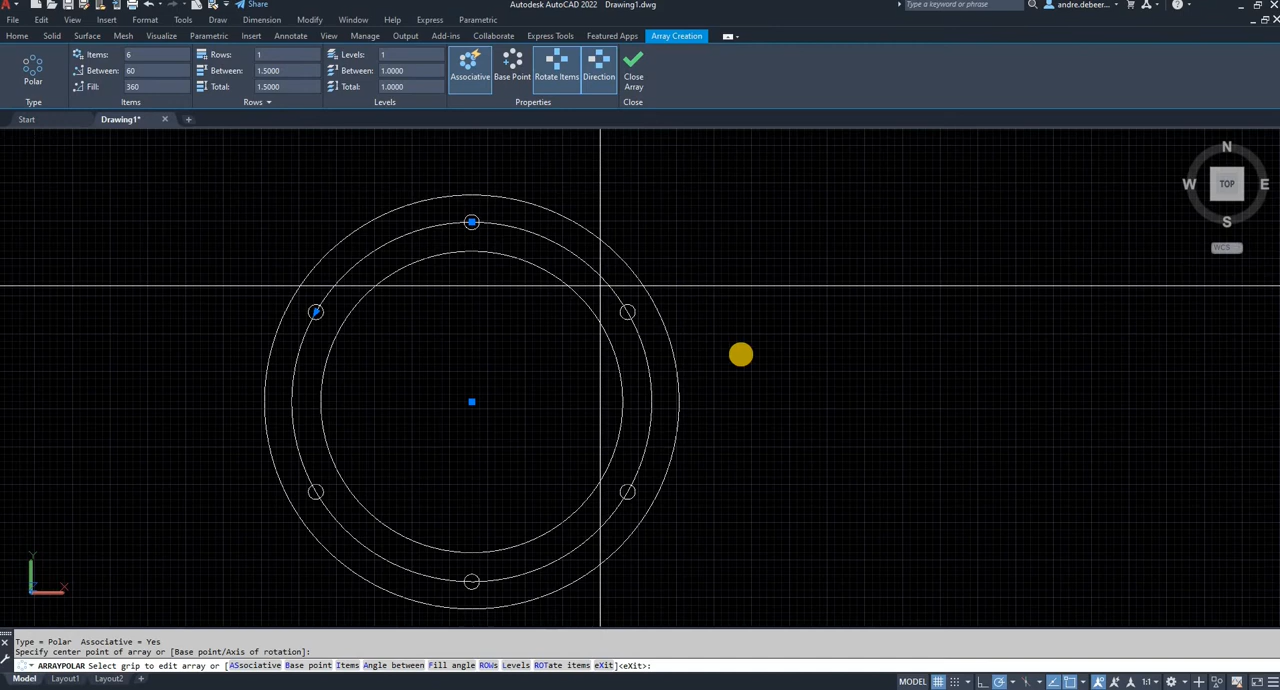 Share
Autodesk AutoCAD 2022 Drawing1.dwg
Type a keyword or phrase
andre.debeer...
File Edit View Insert Format Tools Draw Dimension Modify Window Help Express Parametric
Home Solid Surface Mesh Visualize Parametric Insert Annotate View Manage Output Add-ins Collaborate Express Tools Featured Apps Array Creation
Items: 6 Rows: 1 Levels: 1
Between: 60 Between: 1.5000 Between: 1.0000
Fill: 360 Total: 1.5000 Total: 1.0000
Polar
Associative Base Point Rotate Items Direction Close Array
Type Items Rows Levels Properties Close
Start Drawing1*
N
W TOP E
S
WCS
Y
X
Type = Polar Associative = Yes
Specify center point of array or [Base point/Axis of rotation]:
ARRAYPOLAR Select grip to edit array or [ASsociative Base point Items Angle between Fill angle ROWs Levels ROTate items eXit]<eXit>:
Model Layout1 Layout2 +
MODEL 1:1